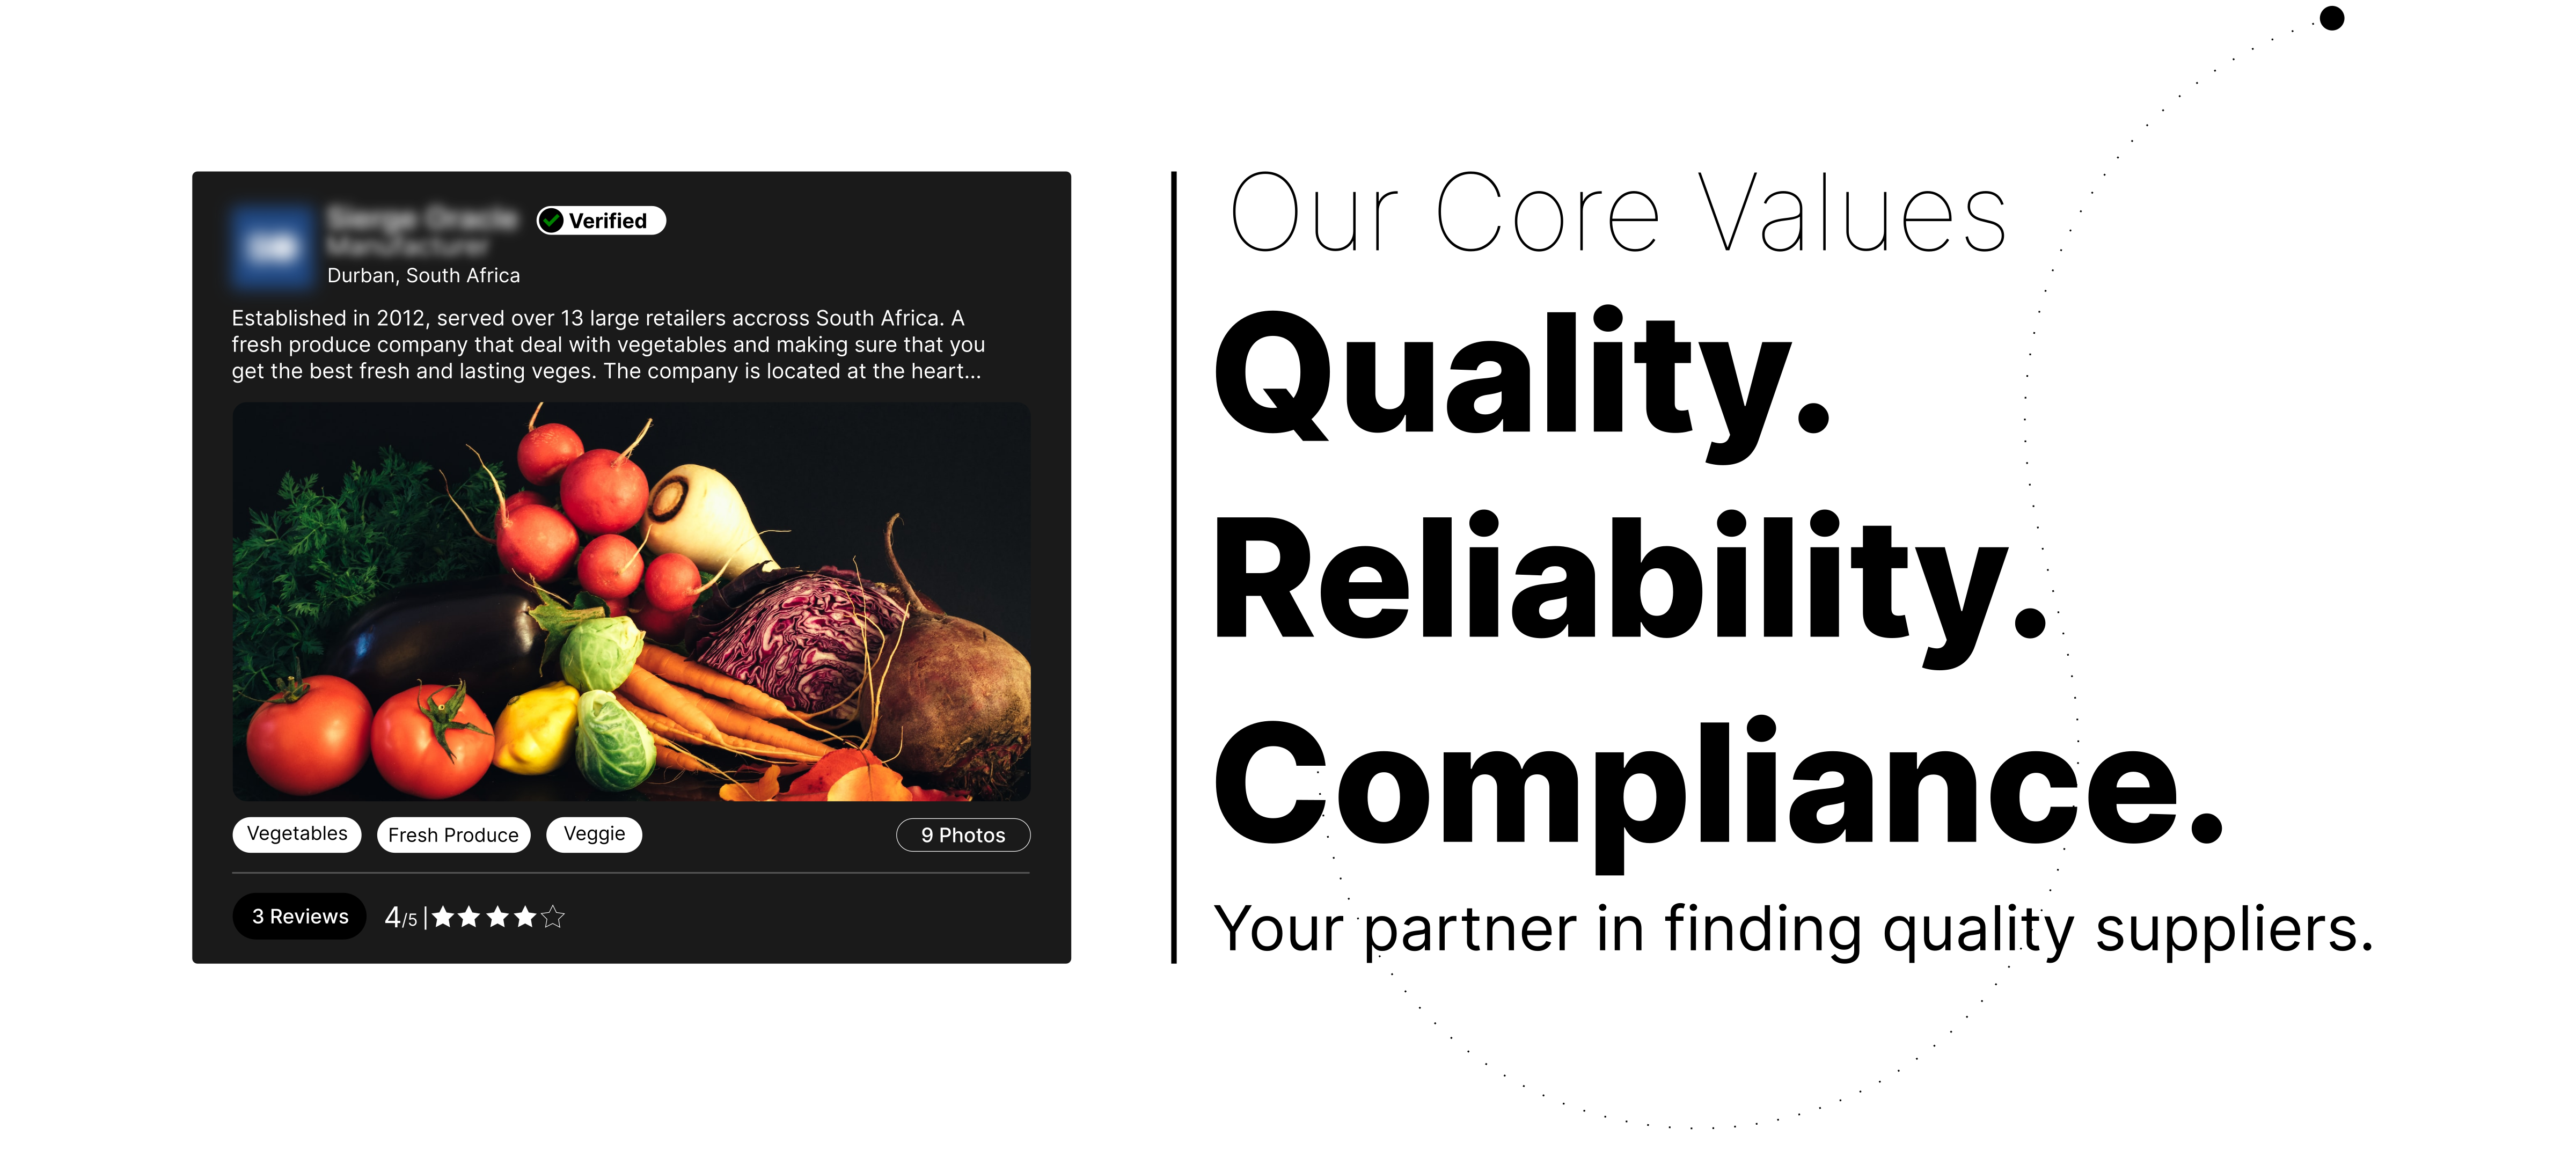 Verified
Durban, South Africa
Established in 2012, served over 13 large retailers accross South Africa. A
fresh produce company that deal with vegetables and making sure that you
get the best fresh and lasting veges. The company is located at the heart...
Vegetables
Fresh Produce
Veggie
9 Photos
3 Reviews
4/5
Our Core Values
Quality.
Reliability.
Compliance.
Your partner in finding quality suppliers.